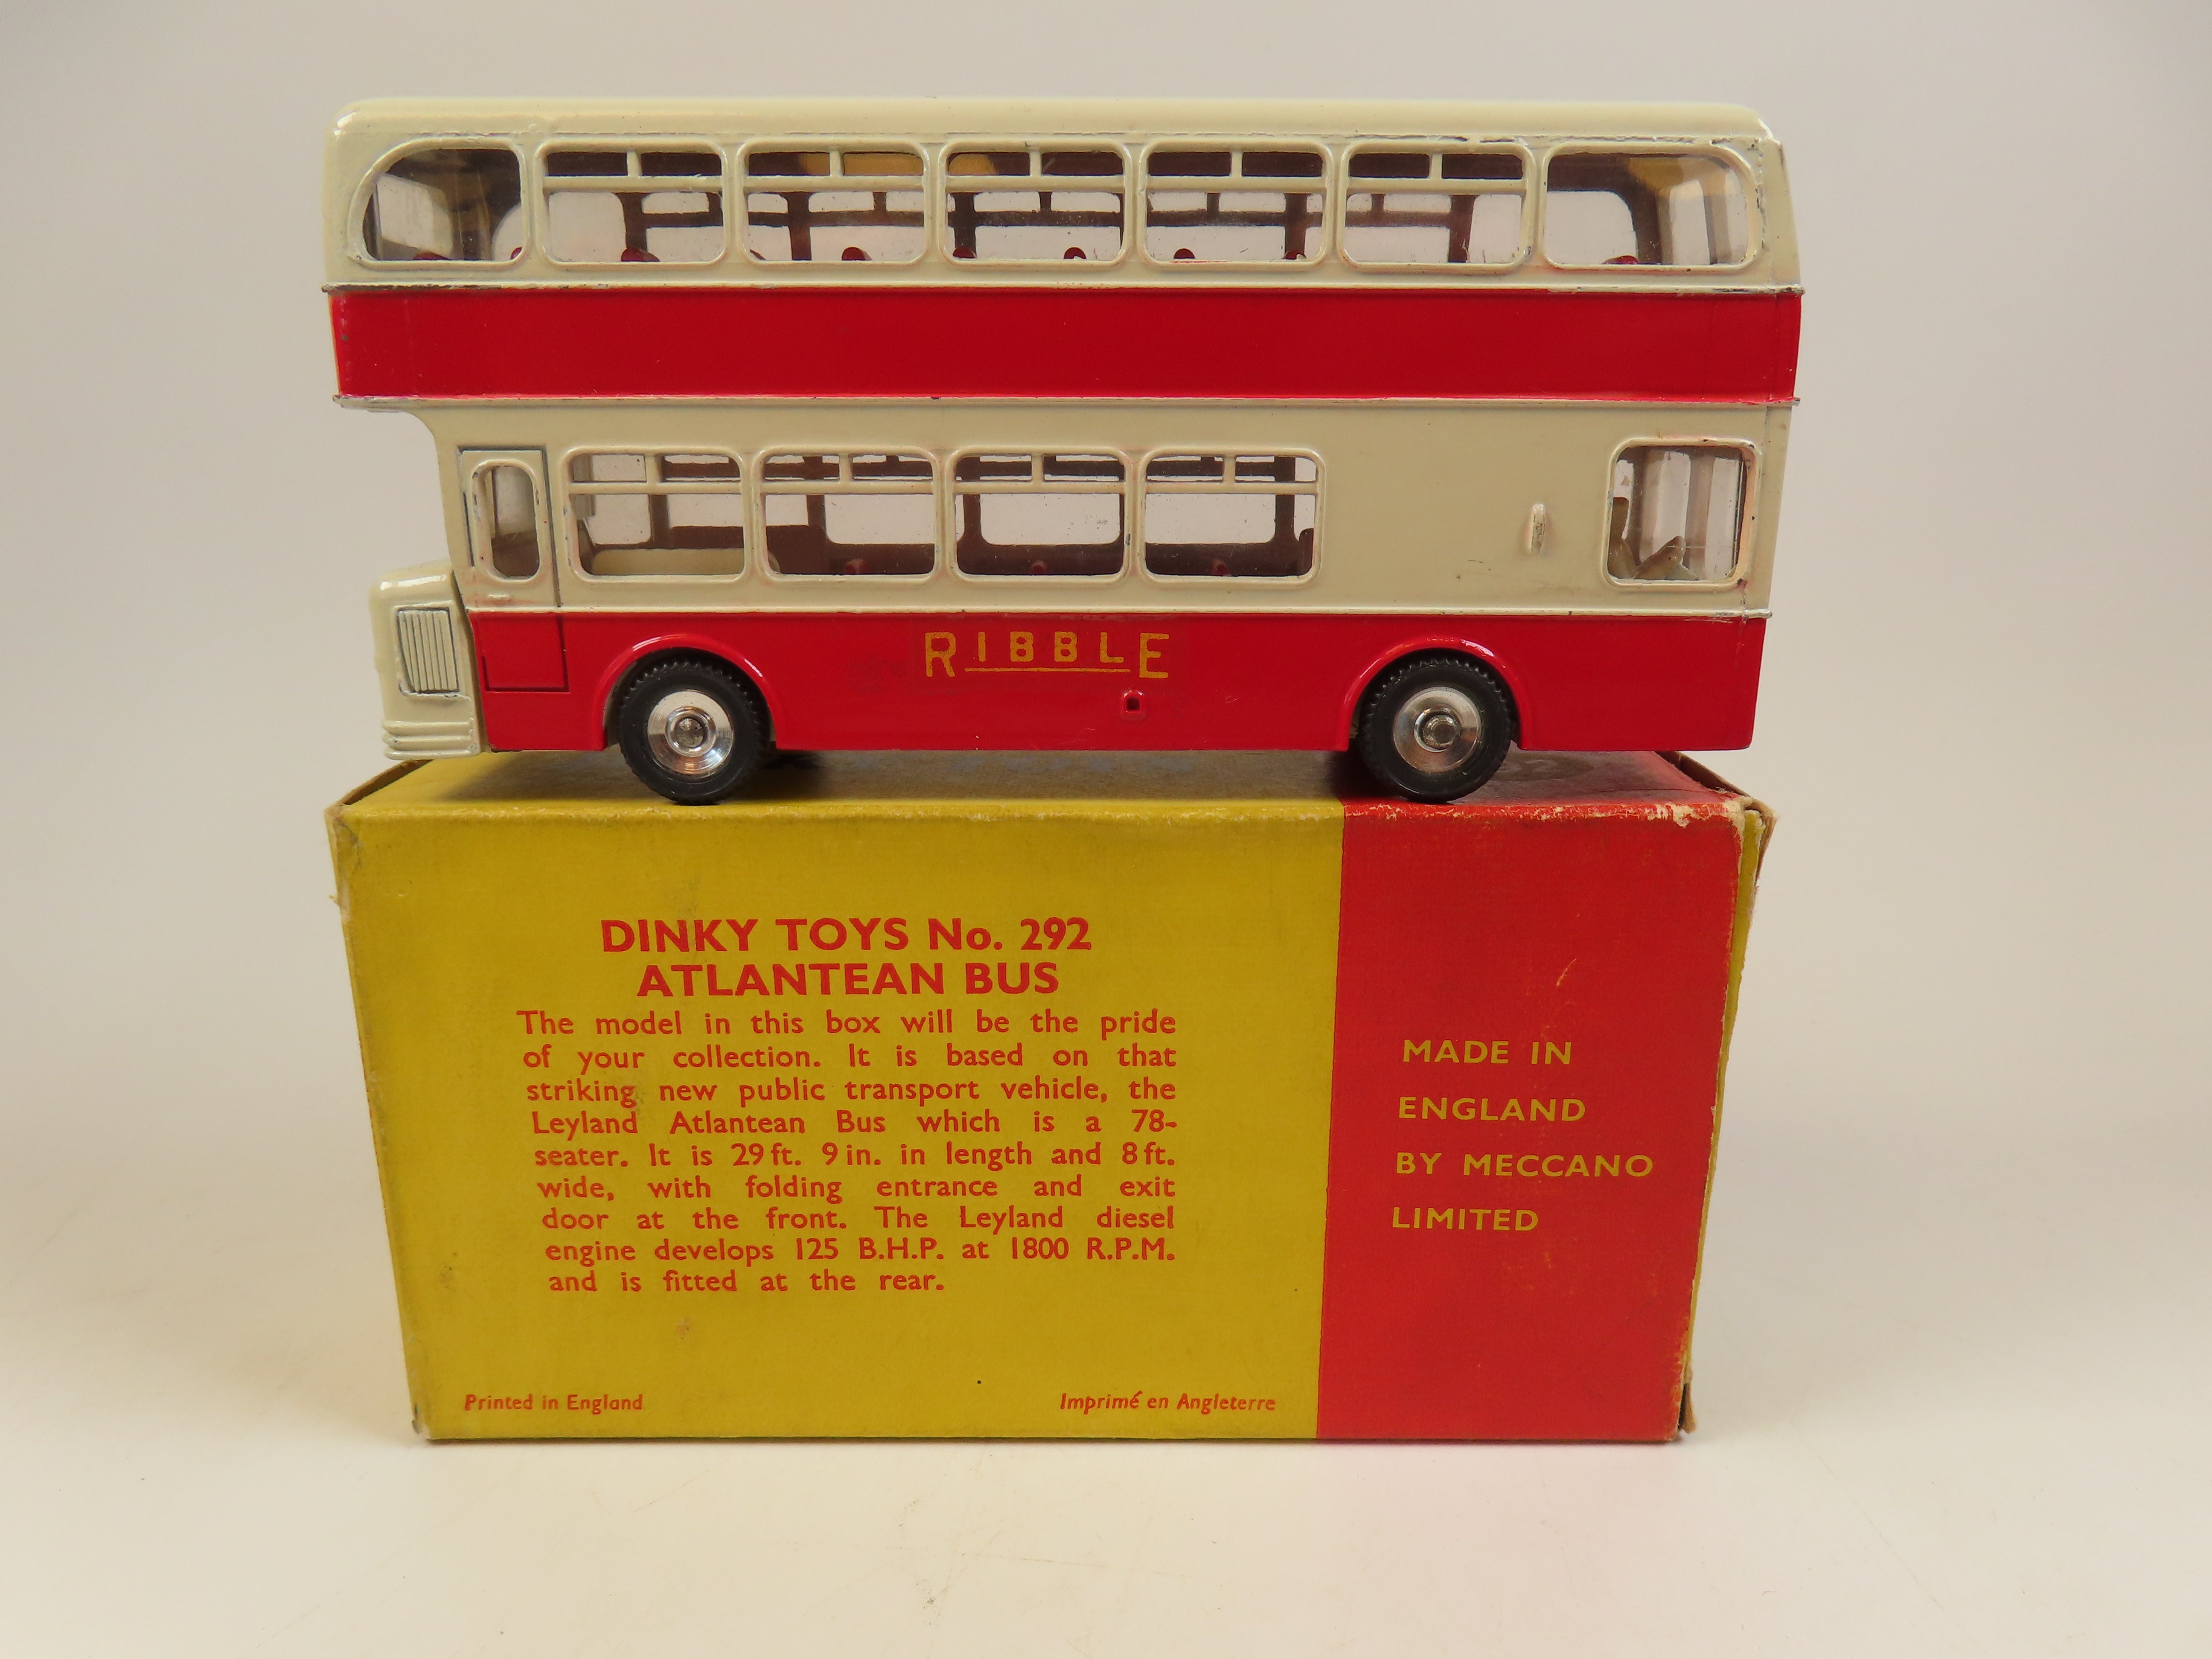 RIBBLE
DINKY TOYS No. 292
ATLANTEAN BUS
The model in this box will be the pride
of your collection. It is based on that
striking new public transport vehicle, the
Leyland Atlantean Bus which is a 78-
seater. It is 29 ft. 9 in. in length and 8 ft.
wide, with folding entrance and exit
door at the front. The Leyland diesel
engine develops 125 B.H.P. at 1800 R.P.M.
and is fitted at the rear.
Printed in England
Imprimé en Angleterre
MADE IN
ENGLAND
BY MECCANO
LIMITED